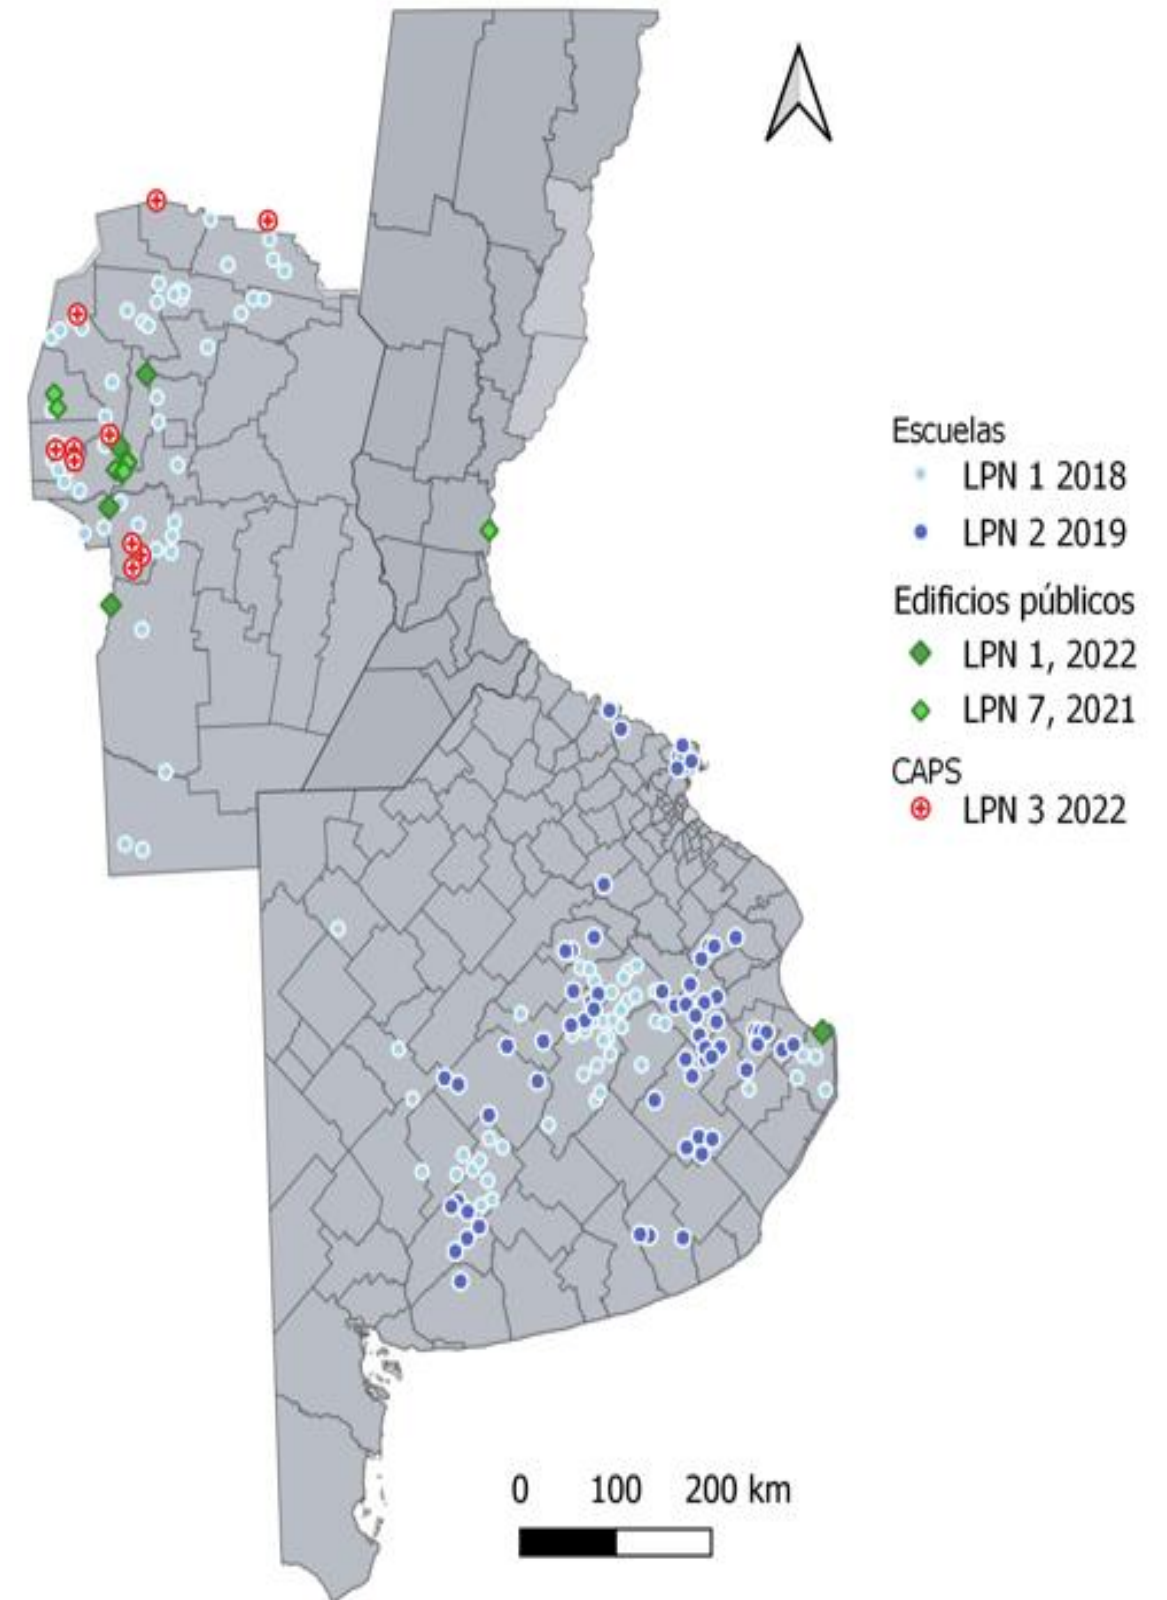 Escuelas
LPN 1 2018
LPN 2 2019
Edificios públicos
LPN 1, 2022
LPN 7, 2021
CAPS
LPN 3 2022
0 100 200 km